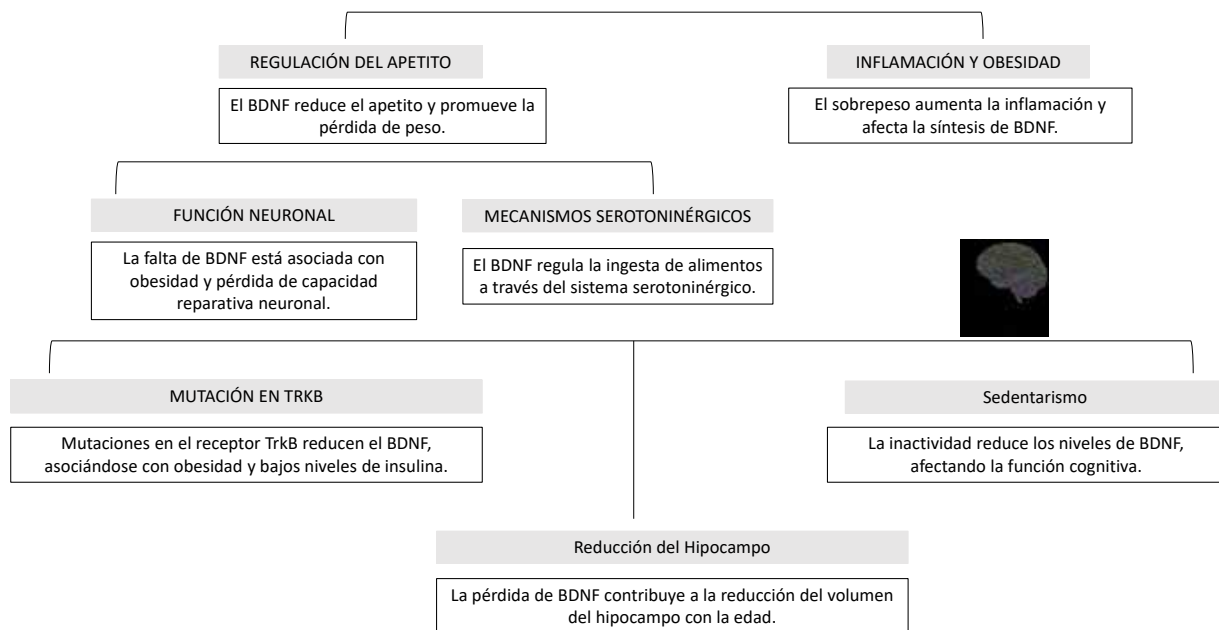 REGULACIÓN DEL APETITO
El BDNF reduce el apetito y promueve la
pérdida de peso.
INFLAMACIÓN Y OBESIDAD
El sobrepeso aumenta la inflamación y
afecta la síntesis de BDNF.
FUNCIÓN NEURONAL
La falta de BDNF está asociada con
obesidad y pérdida de capacidad
reparativa neuronal.
MECANISMOS SEROTONINÉRGICOS
El BDNF regula la ingesta de alimentos
a través del sistema serotoninérgico.
MUTACIÓN EN TRKB
Mutaciones en el receptor TrkB reducen el BDNF,
asociándose con obesidad y bajos niveles de insulina.
Sedentarismo
La inactividad reduce los niveles de BDNF,
afectando la función cognitiva.
Reducción del Hipocampo
La pérdida de BDNF contribuye a la reducción del volumen
del hipocampo con la edad.